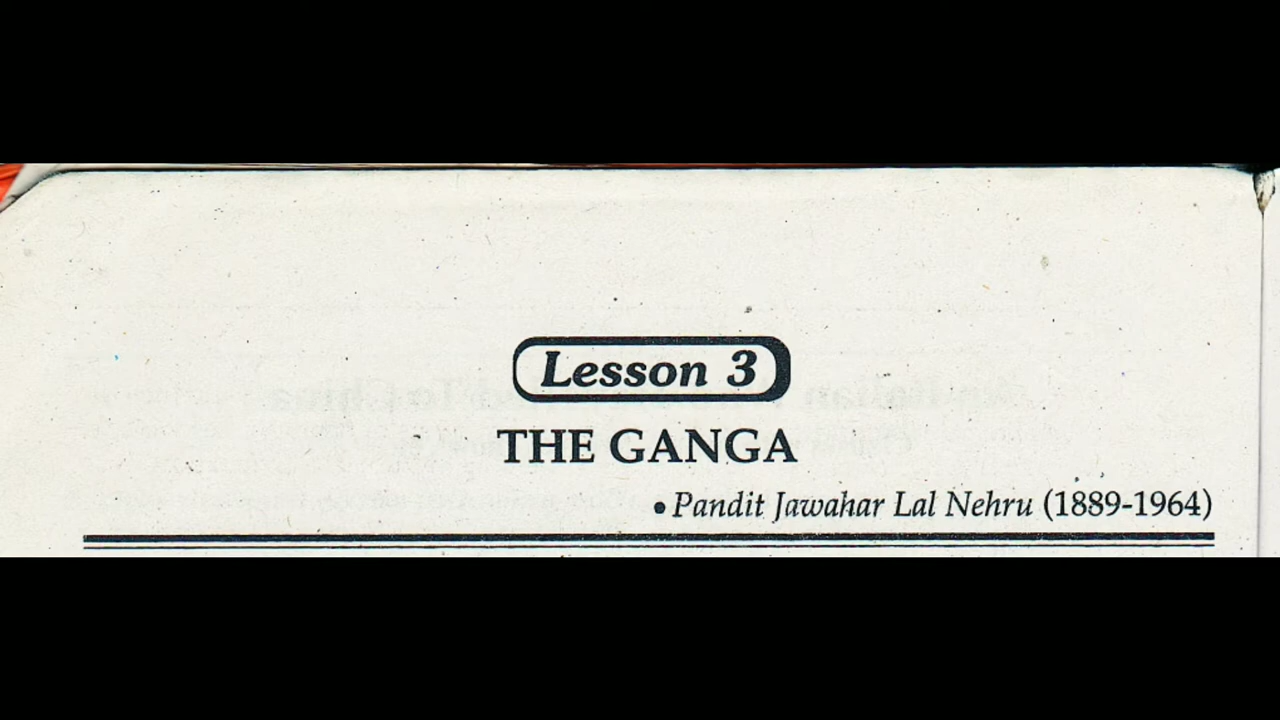 Lesson 3
THE GANGA
• Pandit Jawahar Lal Nehru (1889-1964)